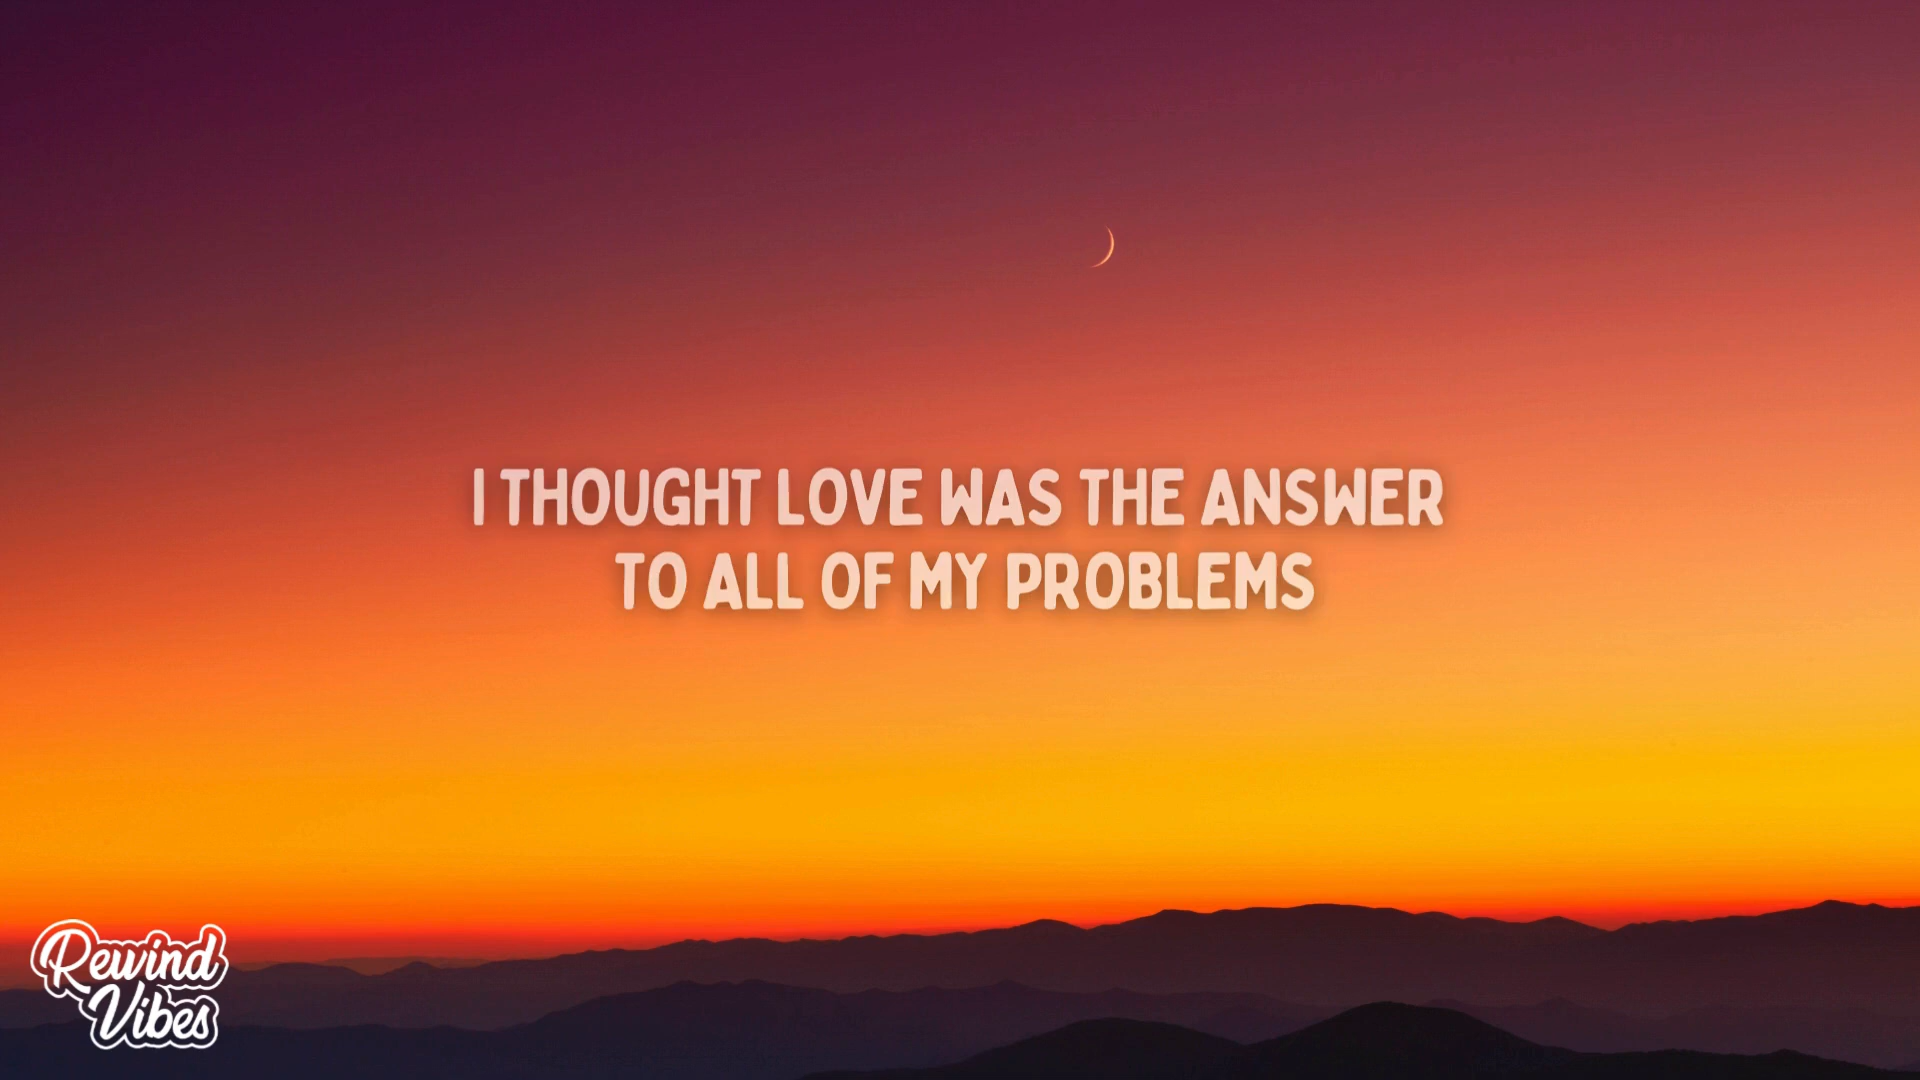 I THOUGHT LOVE WAS THE ANSWER
TO ALL OF MY PROBLEMS
Rewind
Vibes